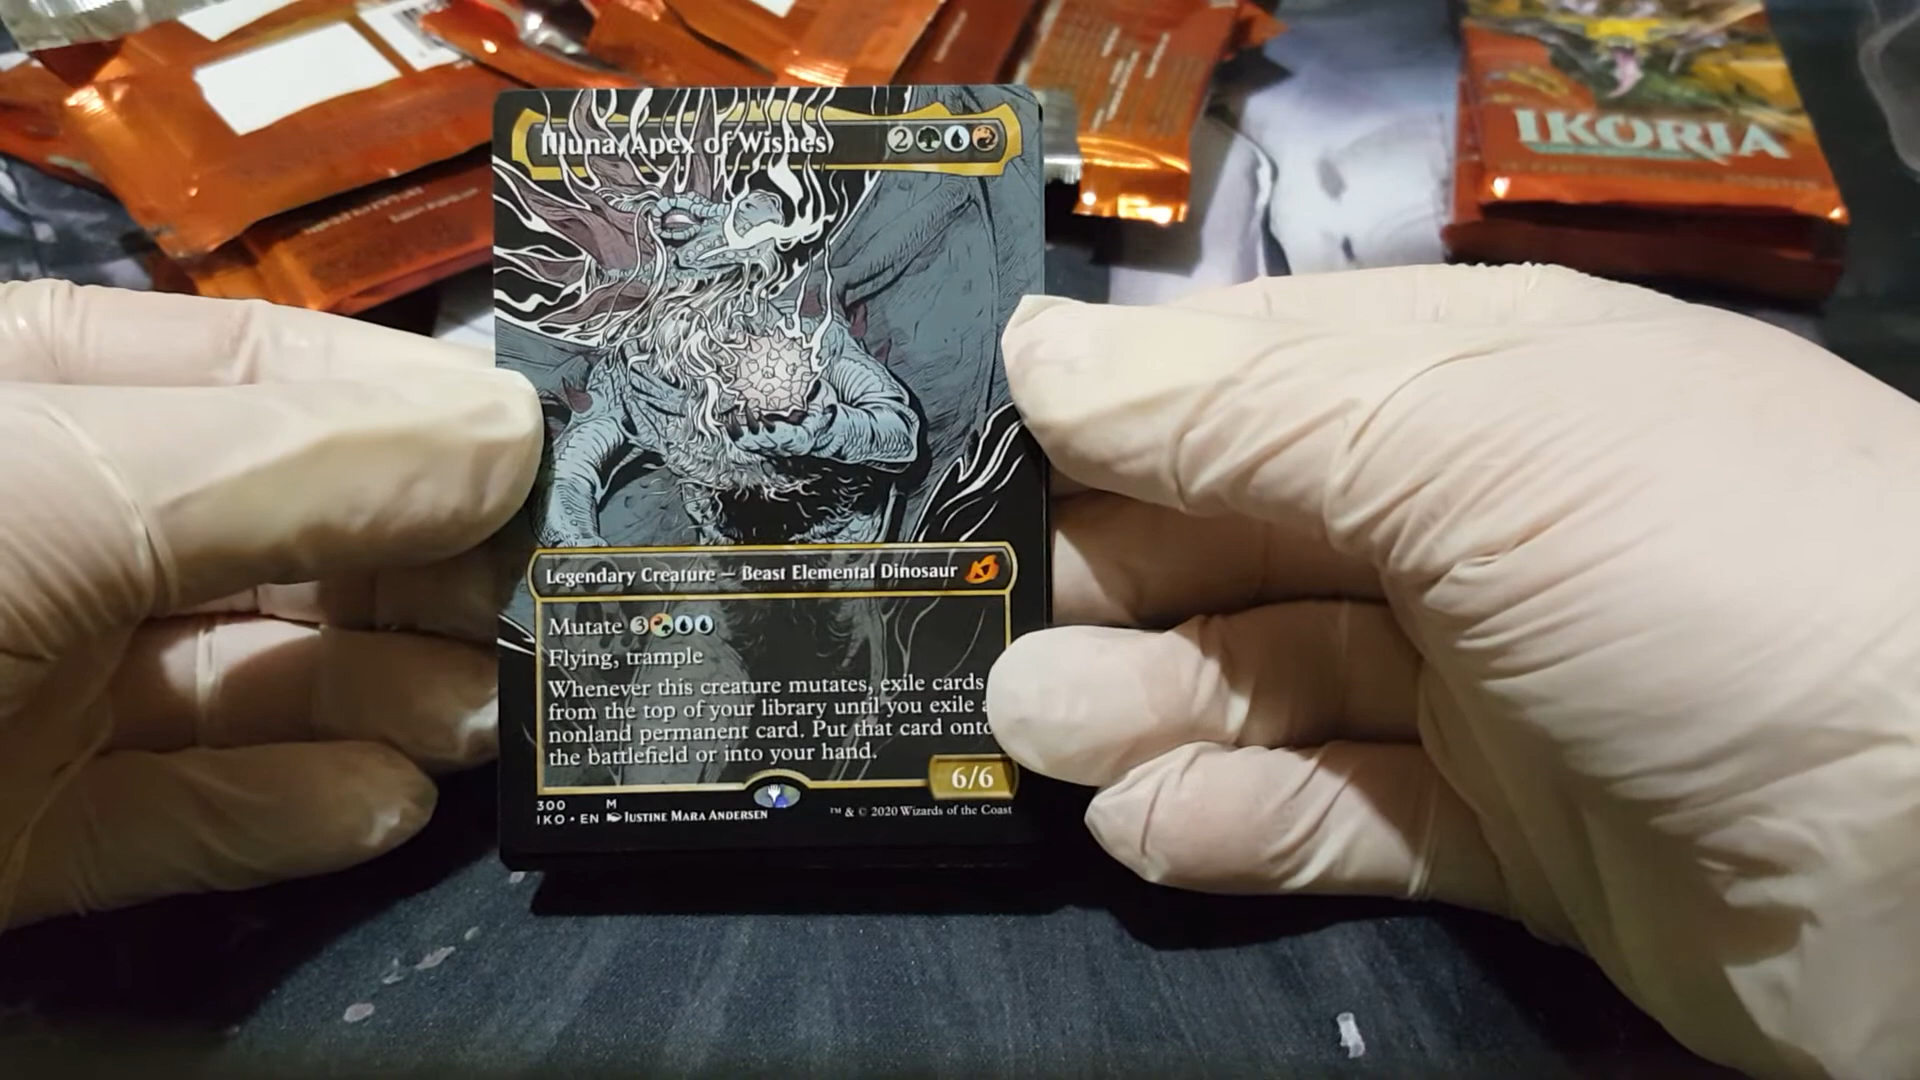 IKORIA
Illuna, Apex of Wishes
2
Legendary Creature — Beast Elemental Dinosaur
Mutate 3
Flying, trample
Whenever this creature mutates, exile cards
from the top of your library until you exile a
nonland permanent card. Put that card onto
the battlefield or into your hand.
6/6
300 M
IKO • EN JUSTINE MARA ANDERSEN
™ & © 2020 Wizards of the Coast